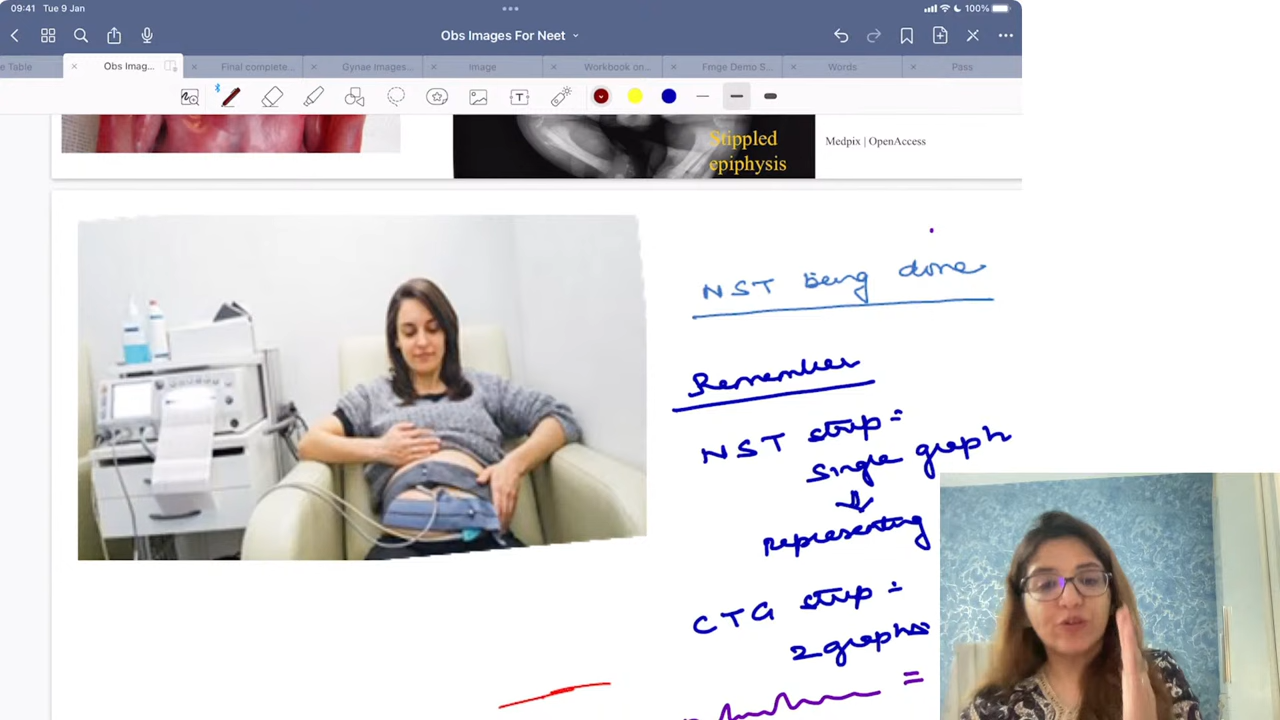 09:41 Tue 9 Jan
100%
Obs Images For Neet
e Table
Obs Imag...
Final complete...
Gynae Images...
Image
Workbook on...
Fmge Demo S...
Words
Pass
Stippled
epiphysis
Medpix | OpenAccess
NST being done
Remember
NST strip =
Single graph
representing
CTG strip =
2 graphs
=